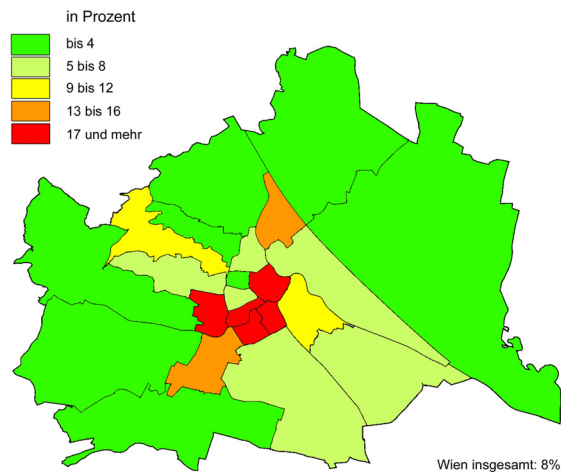 in Prozent
bis 4
5 bis 8
9 bis 12
13 bis 16
17 und mehr
Wien insgesamt: 8%